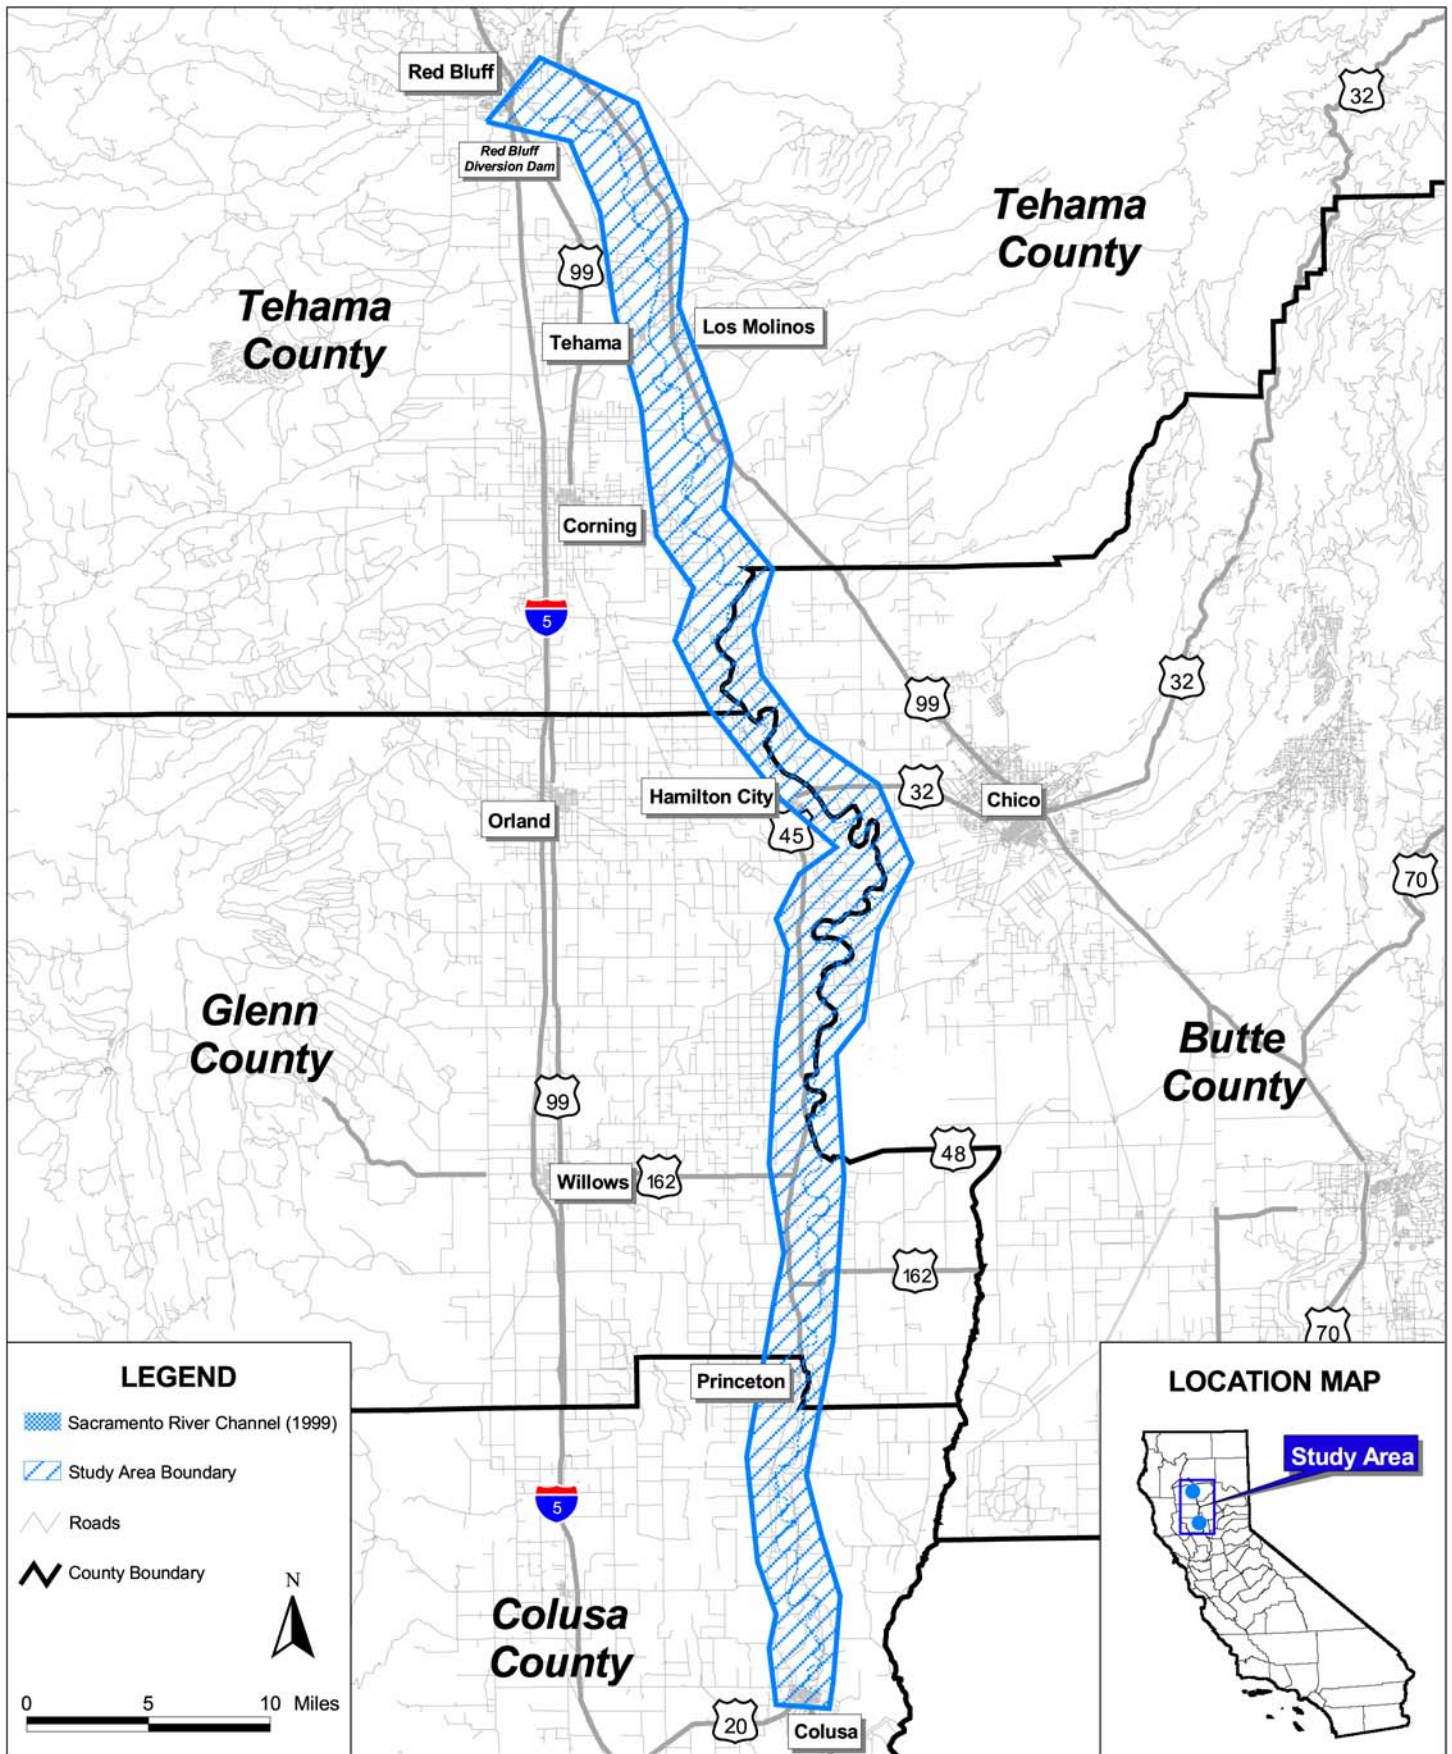 Red Bluff
32
Red Bluff
Diversion Dam
Tehama
County
99
Tehama
County
Los Molinos
Tehama
Corning
5
32
99
Hamilton City
32
Chico
Orland
45
70
Glenn
County
Butte
County
99
48
Willows
162
162
70
Princeton
LEGEND
Sacramento River Channel (1999)
Study Area Boundary
Roads
County Boundary
N
0 5 10 Miles
5
Colusa
County
20
Colusa
LOCATION MAP
Study Area